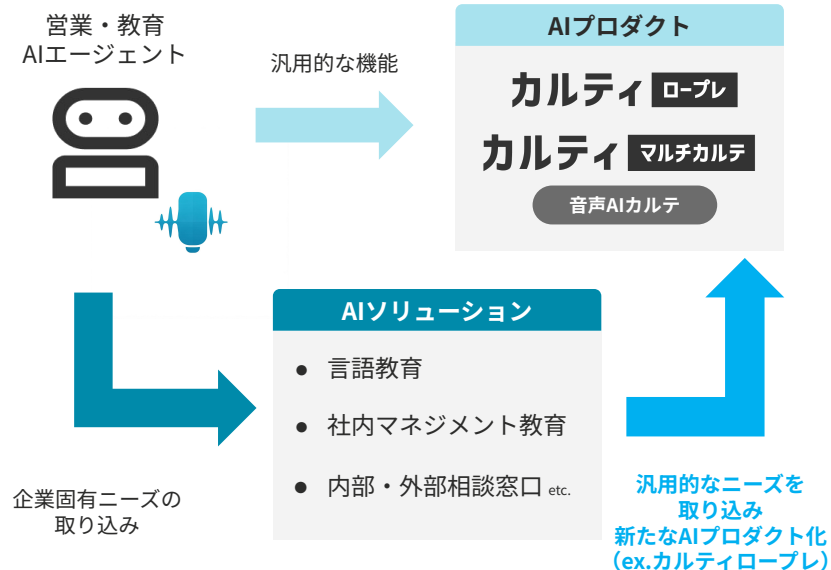 営業・教育
AIエージェント
汎用的な機能
AIプロダクト
カルティ ロープレ
カルティ マルチカルテ
音声AIカルテ
企業固有ニーズの
取り込み
AIソリューション
● 言語教育
● 社内マネジメント教育
● 内部・外部相談窓口 etc.
汎用的なニーズを
取り込み
新たなAIプロダクト化
（ex.カルティロープレ）